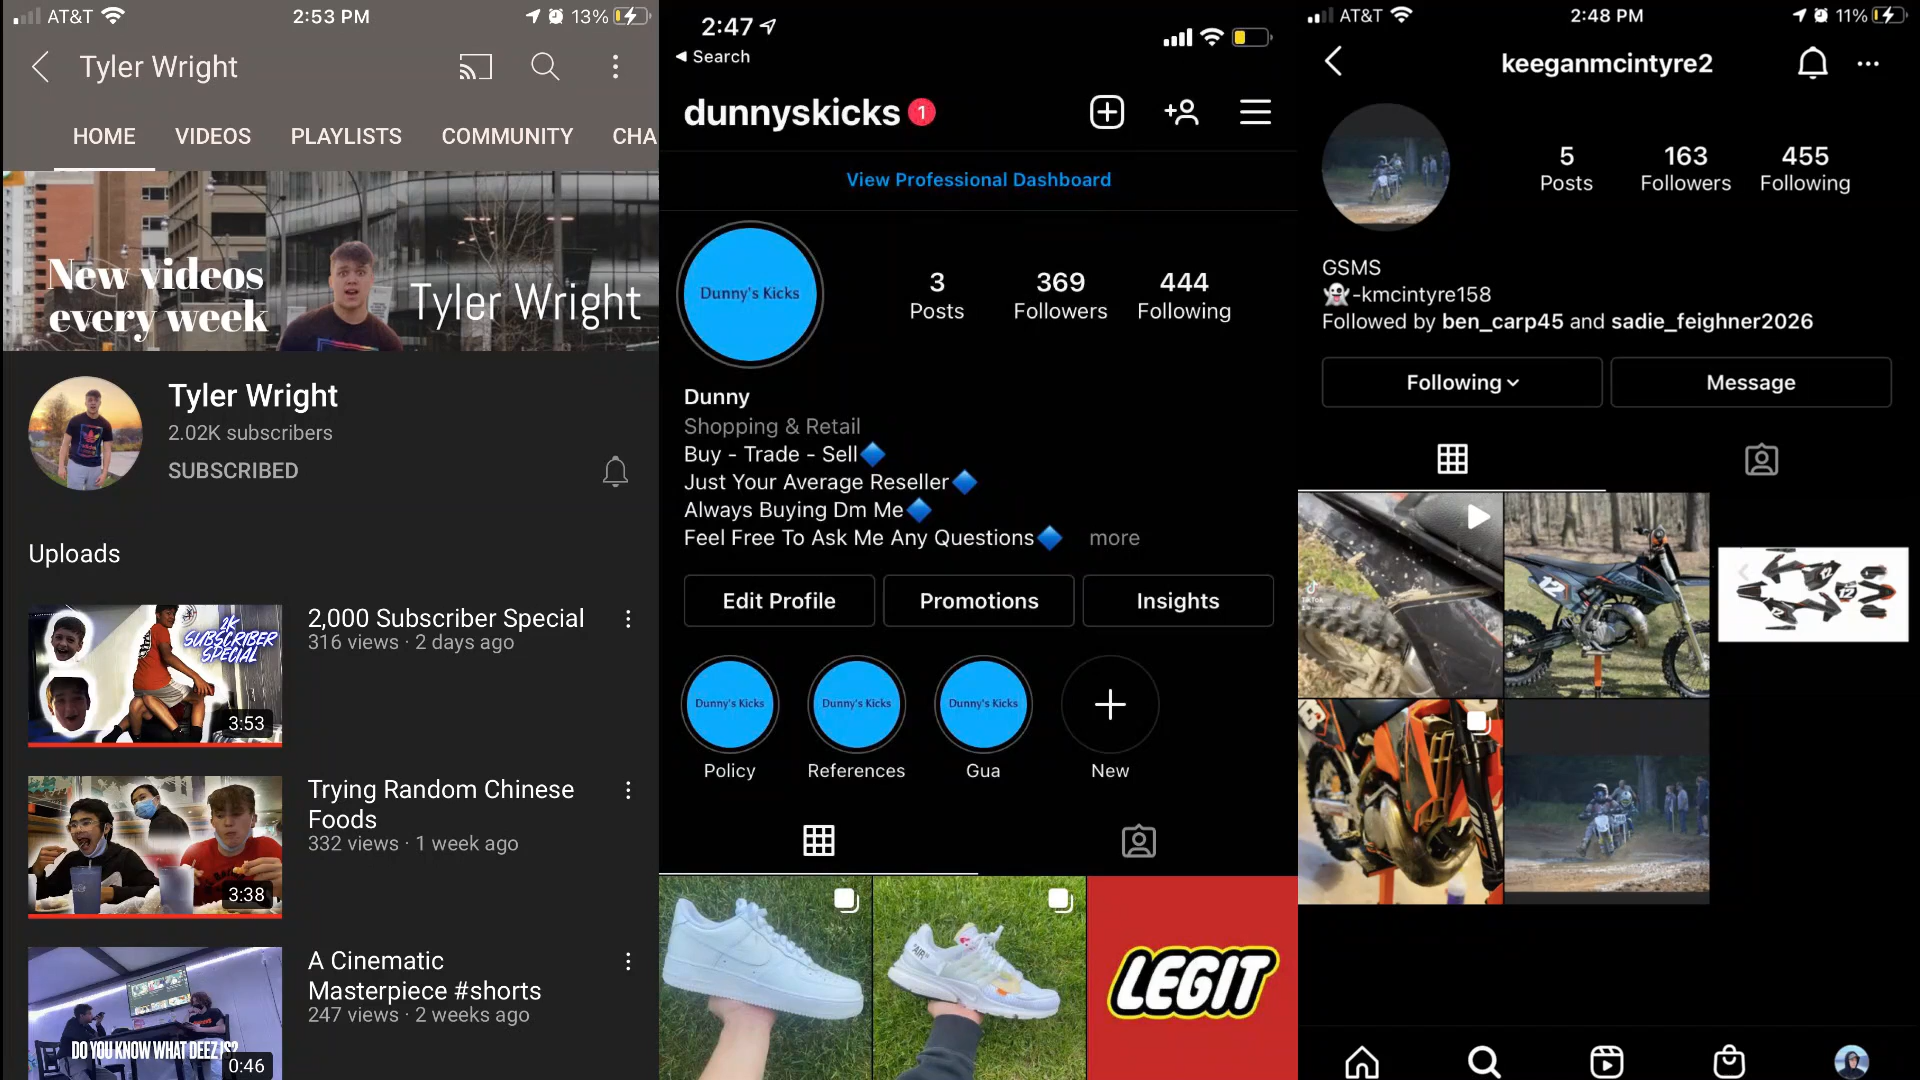 AT&T
2:53 PM
13%
Tyler Wright
HOME
VIDEOS
PLAYLISTS
COMMUNITY
CHA
New videos
every week
Tyler Wright
Tyler Wright
2.02K subscribers
SUBSCRIBED
Uploads
2K
SUBSCRIBER
SPECIAL
3:53
2,000 Subscriber Special
316 views · 2 days ago
3:38
Trying Random Chinese
Foods
332 views · 1 week ago
DO YOU KNOW WHAT DEEZ IS?
0:46
A Cinematic
Masterpiece #shorts
247 views · 2 weeks ago
2:47
◀ Search
dunnyskicks 1
View Professional Dashboard
Dunny's Kicks
3
Posts
369
Followers
444
Following
Dunny
Shopping & Retail
Buy - Trade - Sell🔷
Just Your Average Reseller🔷
Always Buying Dm Me🔷
Feel Free To Ask Me Any Questions🔷 more
Edit Profile
Promotions
Insights
Dunny's Kicks
Dunny's Kicks
Dunny's Kicks
Policy
References
Gua
New
"AIR"
LEGIT
AT&T
2:48 PM
11%
keeganmcintyre2
5
Posts
163
Followers
455
Following
GSMS
👻-kmcintyre158
Followed by ben_carp45 and sadie_feighner2026
Following
Message
TikTok
12
12
12